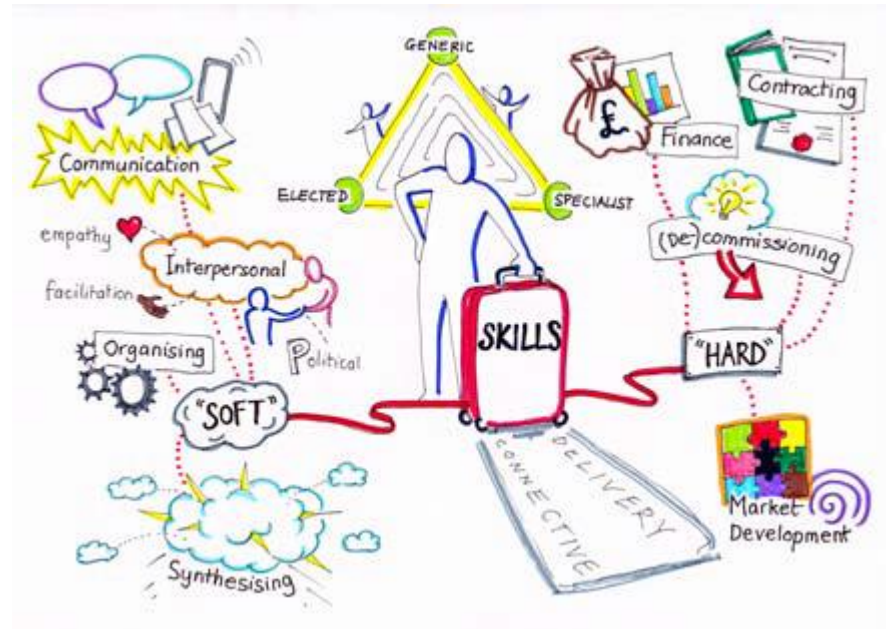 GENERIC
ELECTED
SPECIALIST
Communication
empathy
Interpersonal
facilitation
Political
Organising
"SOFT"
Synthesising
SKILLS
CONNECTIVE
DELIVERY
£
Finance
Contracting
(De-)commissioning
"HARD"
Market
Development